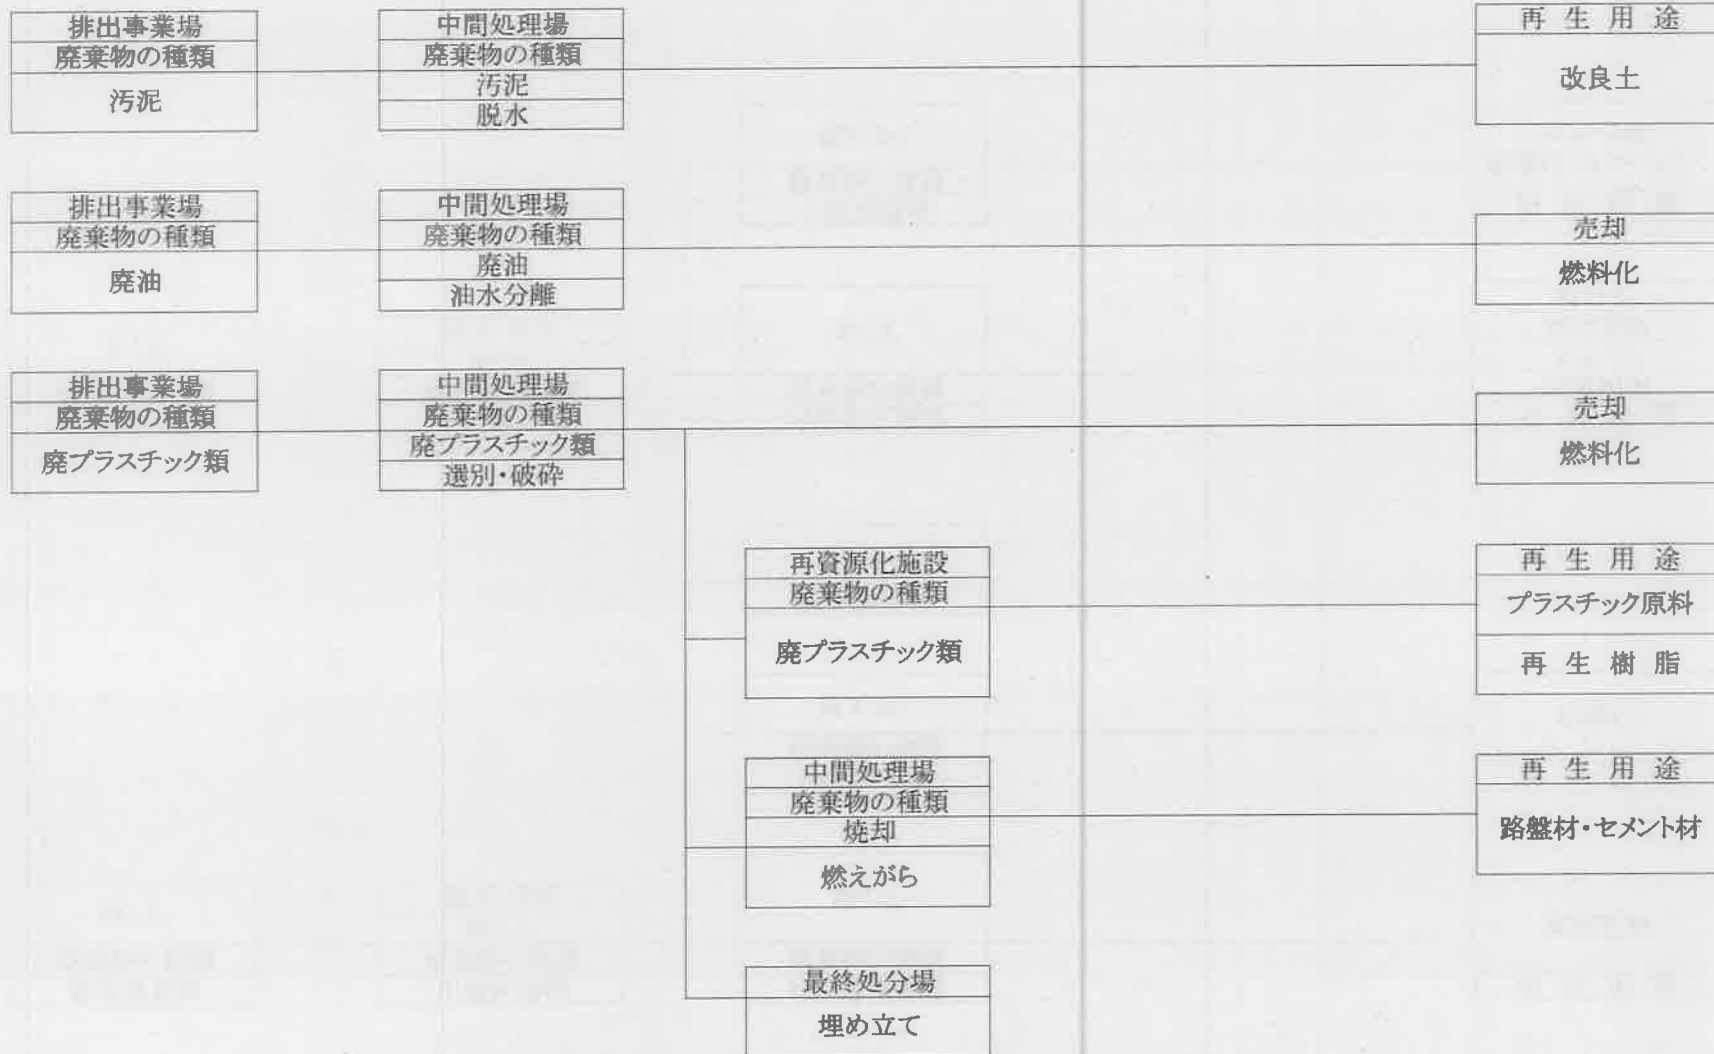 排出事業場
廃棄物の種類
汚泥
中間処理場
廃棄物の種類
汚泥
脱水
再生用途
改良土
排出事業場
廃棄物の種類
廃油
中間処理場
廃棄物の種類
廃油
油水分離
売却
燃料化
排出事業場
廃棄物の種類
廃プラスチック類
中間処理場
廃棄物の種類
廃プラスチック類
選別・破砕
売却
燃料化
再資源化施設
廃棄物の種類
廃プラスチック類
再生用途
プラスチック原料
再生樹脂
中間処理場
廃棄物の種類
焼却
燃えがら
再生用途
路盤材・セメント材
最終処分場
埋め立て